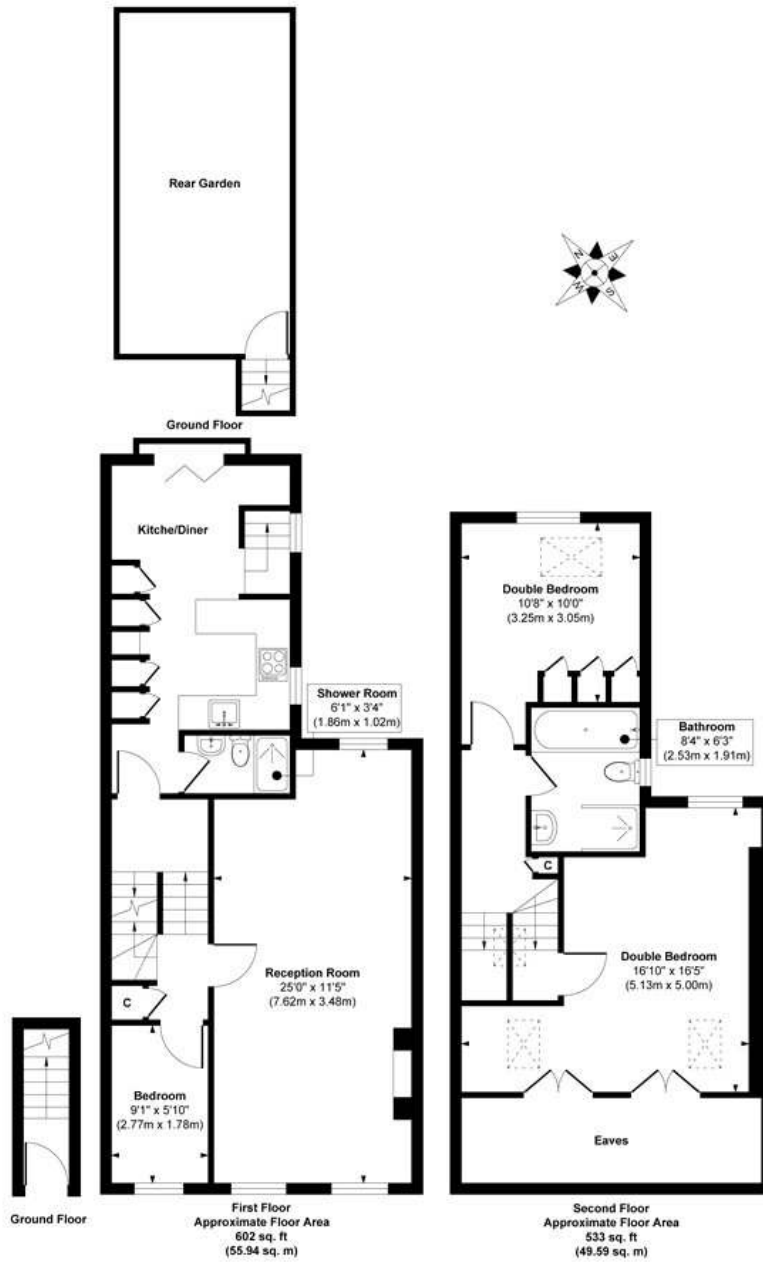 Rear Garden
N
E
W
S
Ground Floor
Kitche/Diner
Shower Room
6'1" x 3'4"
(1.86m x 1.02m)
C
Reception Room
25'0" x 11'5"
(7.62m x 3.48m)
Bedroom
9'1" x 5'10"
(2.77m x 1.78m)
Ground Floor
First Floor
Approximate Floor Area
602 sq. ft
(55.94 sq. m)
Double Bedroom
10'8" x 10'0"
(3.25m x 3.05m)
Bathroom
8'4" x 6'3"
(2.53m x 1.91m)
C
Double Bedroom
16'10" x 16'5"
(5.13m x 5.00m)
Eaves
Second Floor
Approximate Floor Area
533 sq. ft
(49.59 sq. m)